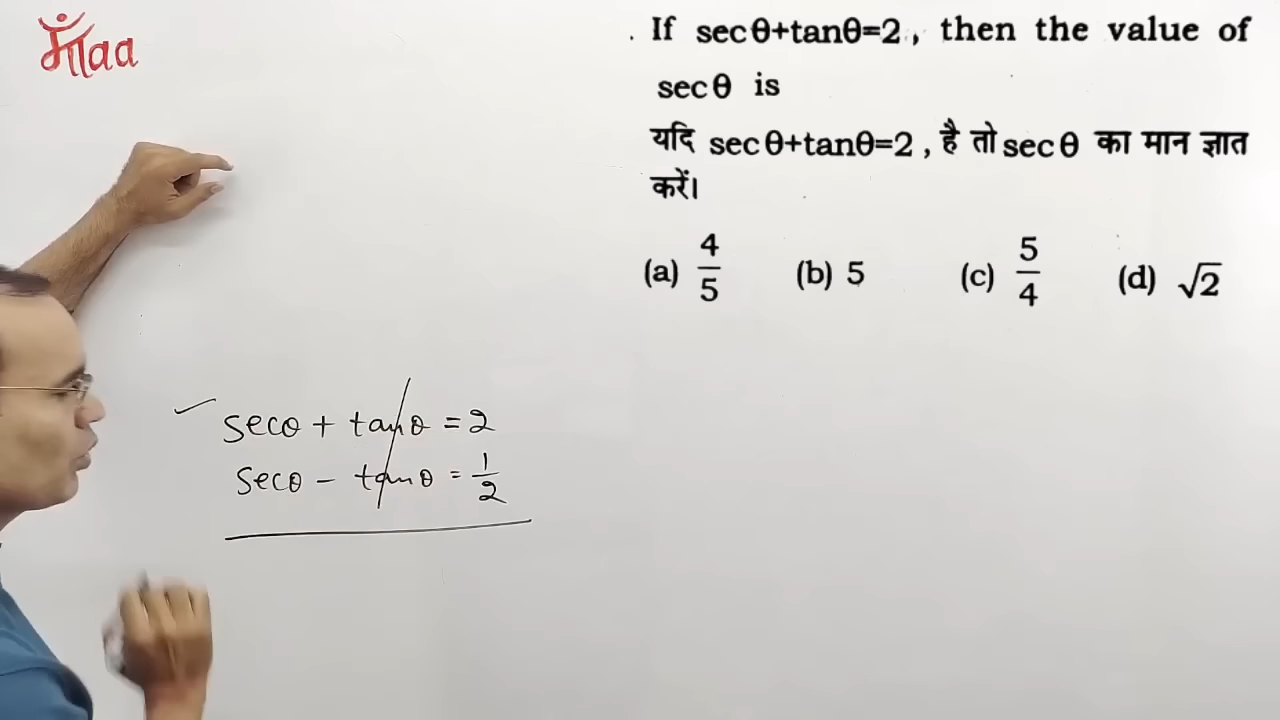 माँaa
. If secθ+tanθ=2, then the value of
secθ is
यदि secθ+tanθ=2, है तो secθ का मान ज्ञात
करें।
(a) 4/5 (b) 5 (c) 5/4 (d) √2
secθ + tanθ = 2
secθ - tanθ = 1/2